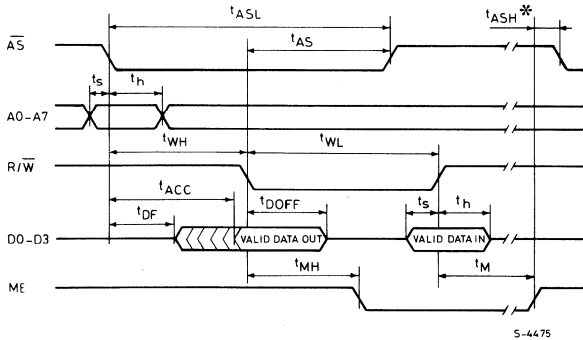 tASL
tASH*
AS
tAS
ts
th
A0-A7
tWH
tWL
R/W
tACC
tDF
tDOFF
ts
th
D0-D3
VALID DATA OUT
VALID DATA IN
tMH
tM
ME
S-4475